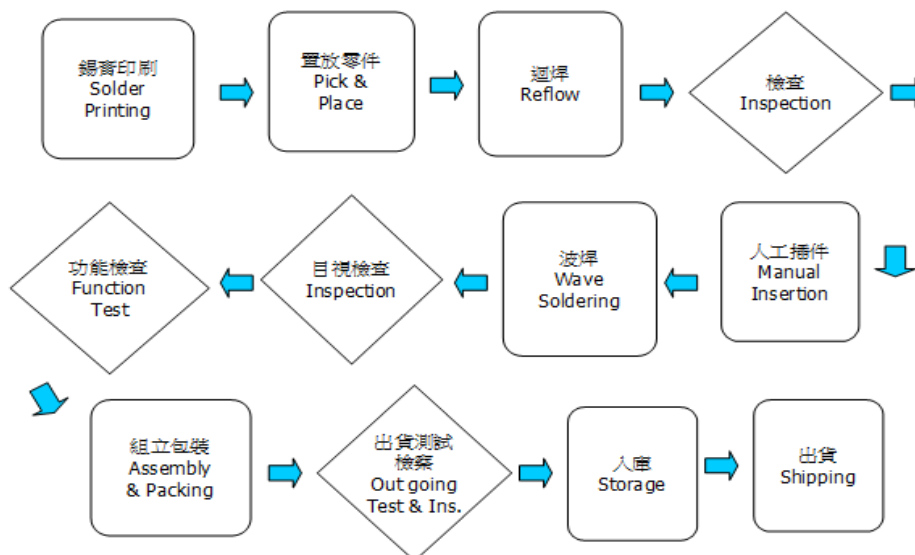 錫膏印刷
Solder
Printing
置放零件
Pick &
Place
迴焊
Reflow
檢查
Inspection
人工插件
Manual
Insertion
波焊
Wave
Soldering
目視檢查
Inspection
功能檢查
Function
Test
組立包裝
Assembly
& Packing
出貨測試
檢察
Out going
Test & Ins.
入庫
Storage
出貨
Shipping